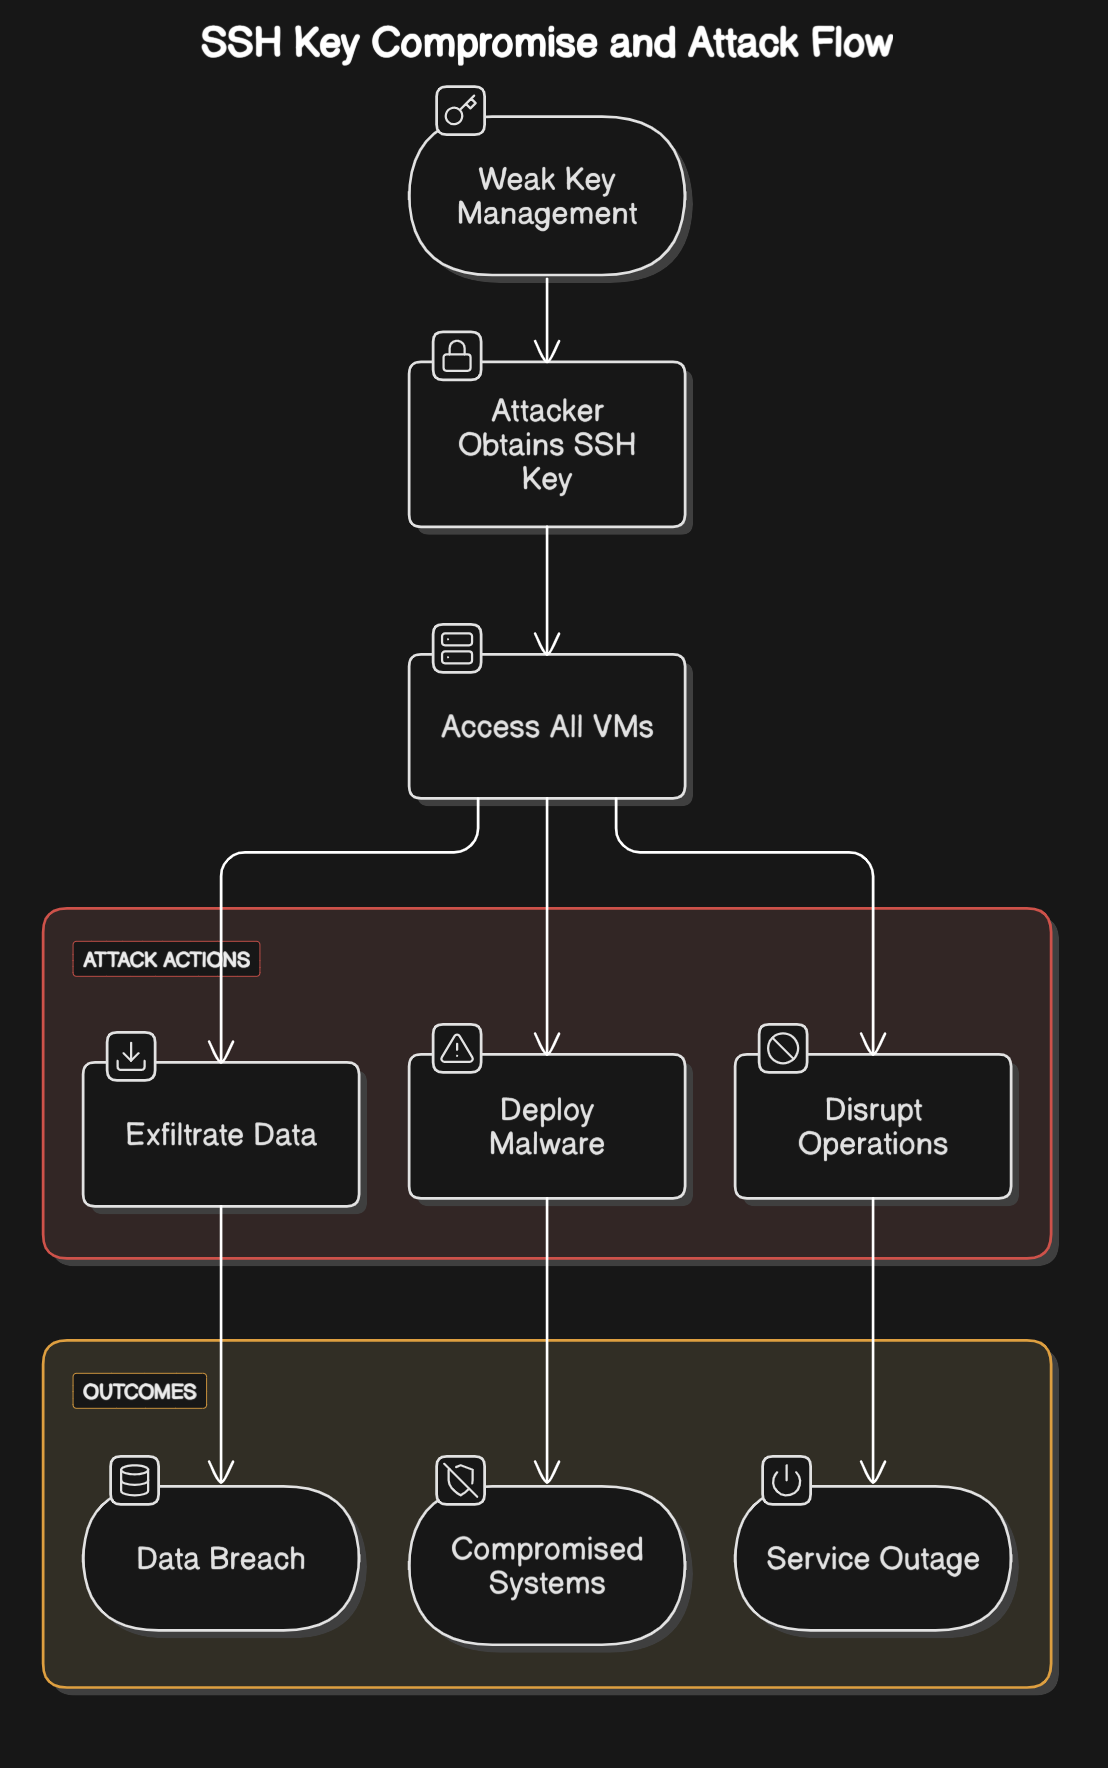 SSH Key Compromise and Attack Flow
Weak Key
Management
Attacker
Obtains SSH
Key
Access All VMs
ATTACK ACTIONS
Exfiltrate Data
Deploy
Malware
Disrupt
Operations
OUTCOMES
Data Breach
Compromised
Systems
Service Outage